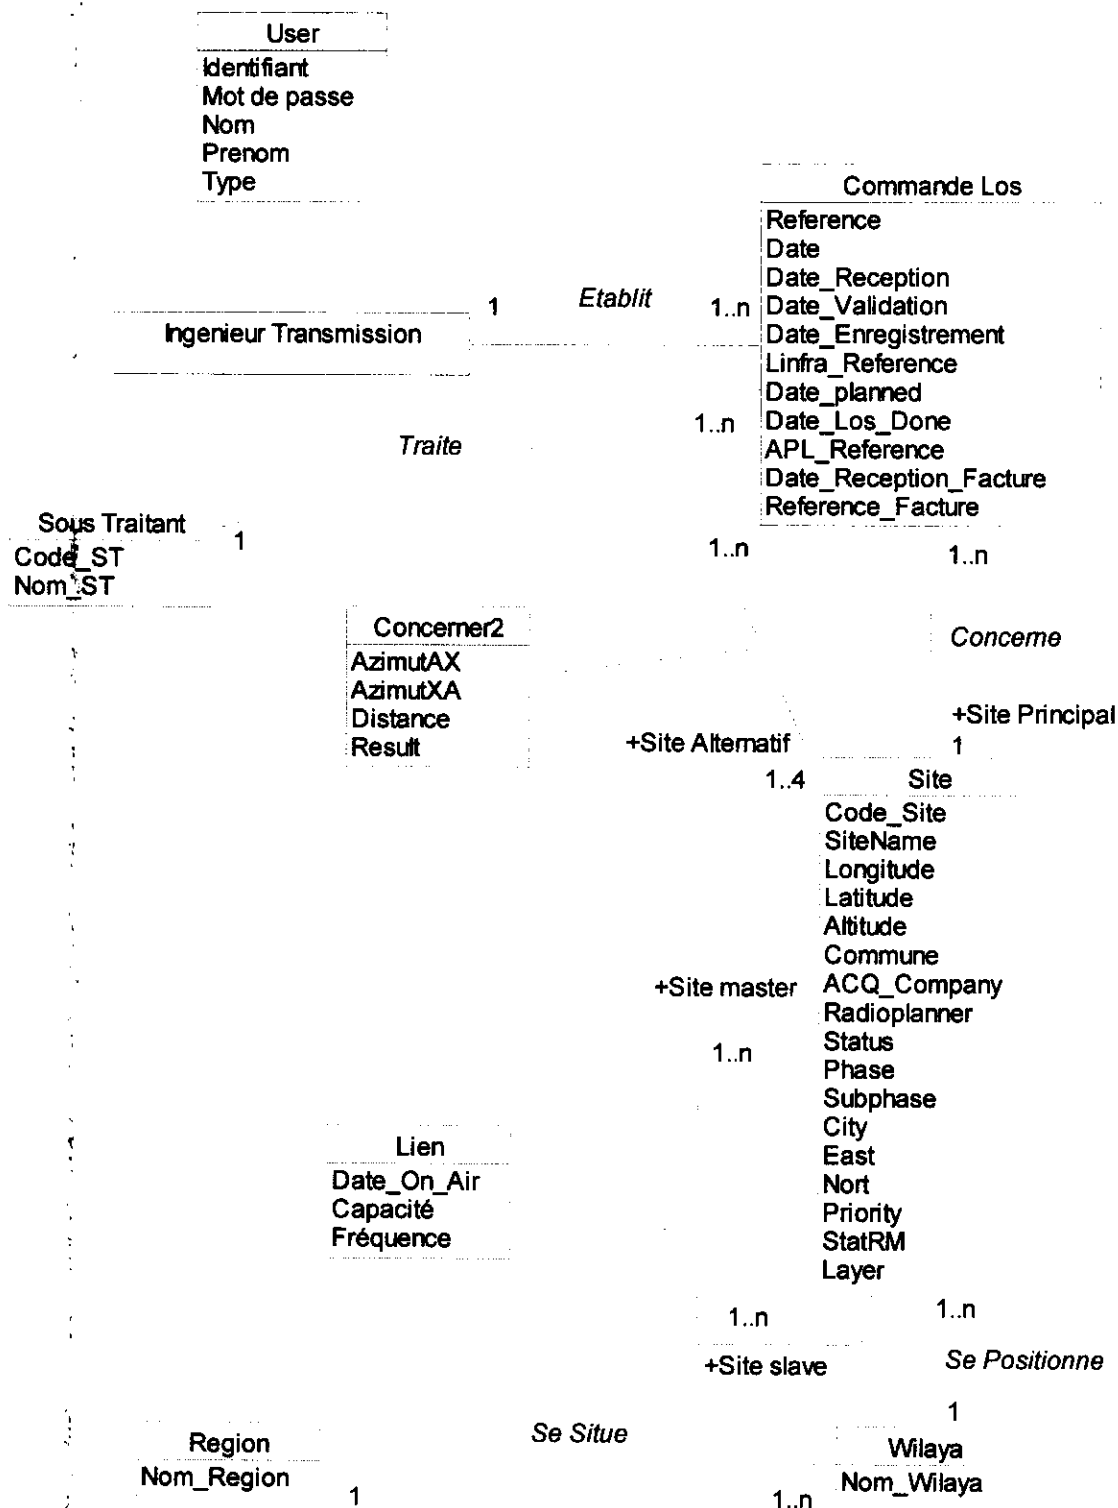 User
Identifiant
Mot de passe
Nom
Prenom
Type
Commande Los
Reference
Date
Date_Reception
Date_Validation
Date_Enregistrement
Linfra_Reference
Date_planned
Date_Los_Done
APL_Reference
Date_Reception_Facture
Reference_Facture
1
Etablit
1..n
Ingenieur Transmission
1..n
Traite
Sous Traitant
1
Code_ST
Nom_ST
1..n
1..n
Concerner2
AzimutAX
AzimutXA
Distance
Result
Concerne
+Site Principal
1
+Site Alternatif
1..4
Site
Code_Site
SiteName
Longitude
Latitude
Altitude
Commune
ACQ_Company
Radioplanner
Status
Phase
Subphase
City
East
Nort
Priority
StatRM
Layer
+Site master
1..n
Lien
Date_On_Air
Capacité
Fréquence
1..n
1..n
+Site slave
Se Positionne
1
Region
Nom_Region
1
Se Situe
1..n
Wilaya
Nom_Wilaya